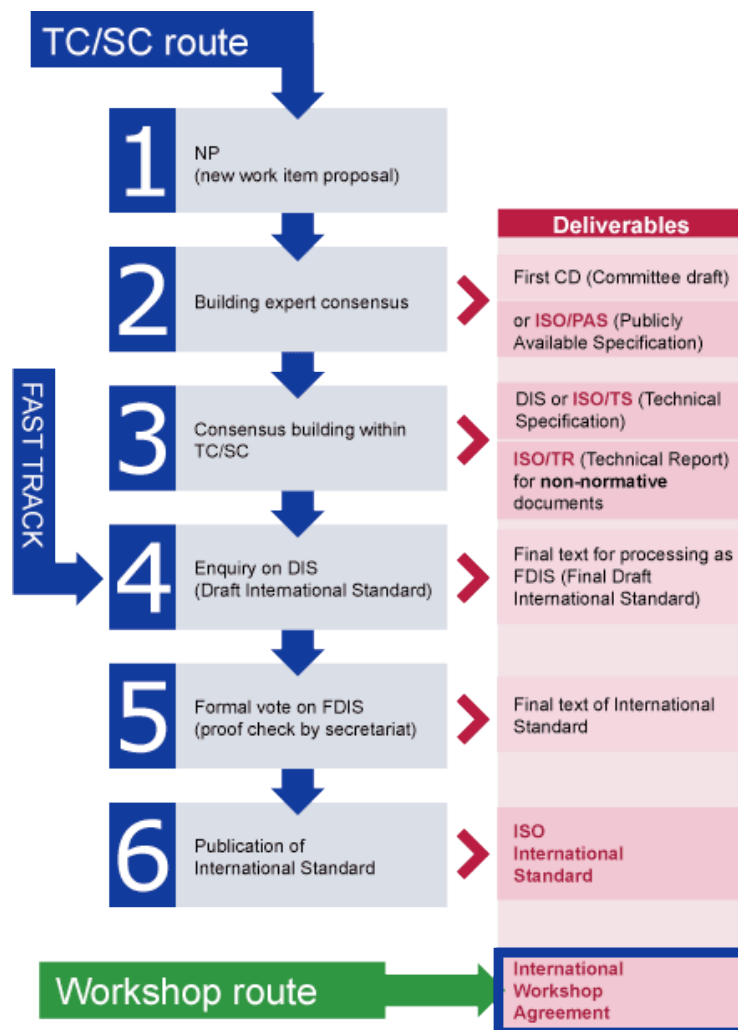 TC/SC route
1
NP
(new work item proposal)
Deliverables
2
Building expert consensus
First CD (Committee draft)
or ISO/PAS (Publicly
Available Specification)
FAST TRACK
3
Consensus building within
TC/SC
DIS or ISO/TS (Technical
Specification)
ISO/TR (Technical Report)
for non-normative
documents
4
Enquiry on DIS
(Draft International Standard)
Final text for processing as
FDIS (Final Draft
International Standard)
5
Formal vote on FDIS
(proof check by secretariat)
Final text of International
Standard
6
Publication of
International Standard
ISO
International
Standard
Workshop route
International
Workshop
Agreement